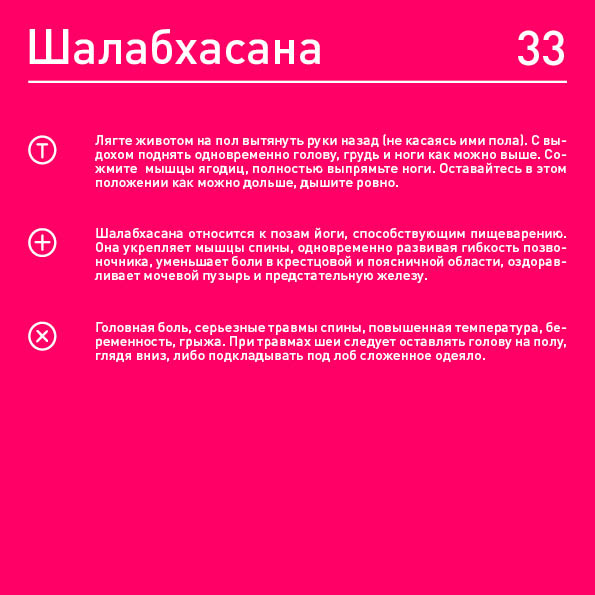 Шалабхасана 33
Т Лягте животом на пол вытянуть руки назад (не касаясь ими пола). С вы-
дохом поднять одновременно голову, грудь и ноги как можно выше. Со-
жмите мышцы ягодиц, полностью выпрямьте ноги. Оставайтесь в этом
положении как можно дольше, дышите ровно.
+ Шалабхасана относится к позам йоги, способствующим пищеварению.
Она укрепляет мышцы спины, одновременно развивая гибкость позво-
ночника, уменьшает боли в крестцовой и поясничной области, оздорав-
ливает мочевой пузырь и предстательную железу.
× Головная боль, серьезные травмы спины, повышенная температура, бе-
ременность, грыжа. При травмах шеи следует оставлять голову на полу,
глядя вниз, либо подкладывать под лоб сложенное одеяло.